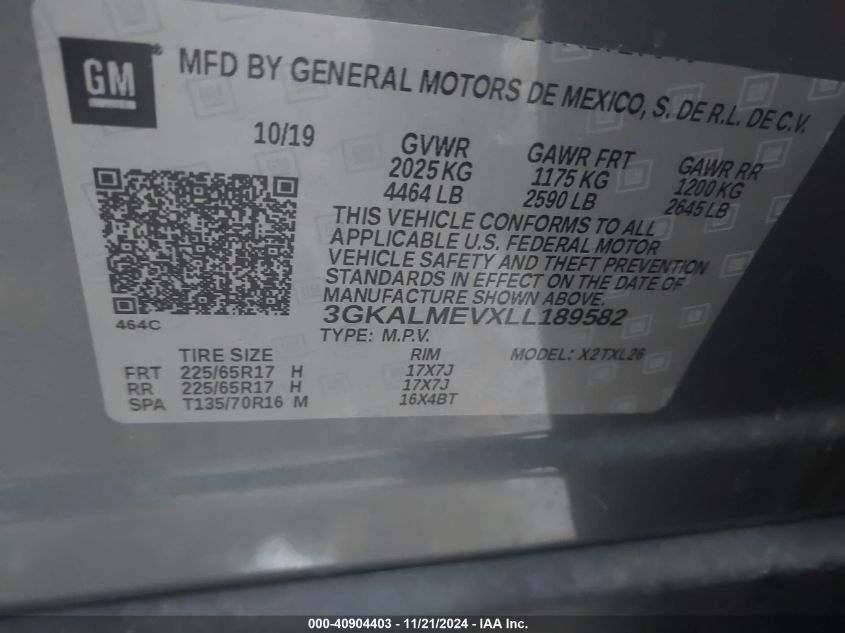 GM
MFD BY GENERAL MOTORS DE MEXICO, S. DE R.L. DE C.V.
10/19
GVWR
2025 KG
4464 LB
GAWR FRT
1175 KG
2590 LB
GAWR RR
1200 KG
2645 LB
THIS VEHICLE CONFORMS TO ALL
APPLICABLE U.S. FEDERAL MOTOR
VEHICLE SAFETY AND THEFT PREVENTION
STANDARDS IN EFFECT ON THE DATE OF
MANUFACTURE SHOWN ABOVE.
464C
3GKALMEVXLL189582
TYPE: M.P.V.
TIRE SIZE RIM MODEL: X2TXL26
FRT 225/65R17 H 17X7J
RR 225/65R17 H 17X7J
SPA T135/70R16 M 16X4BT
000-40904403 - 11/21/2024 - IAAI Inc.